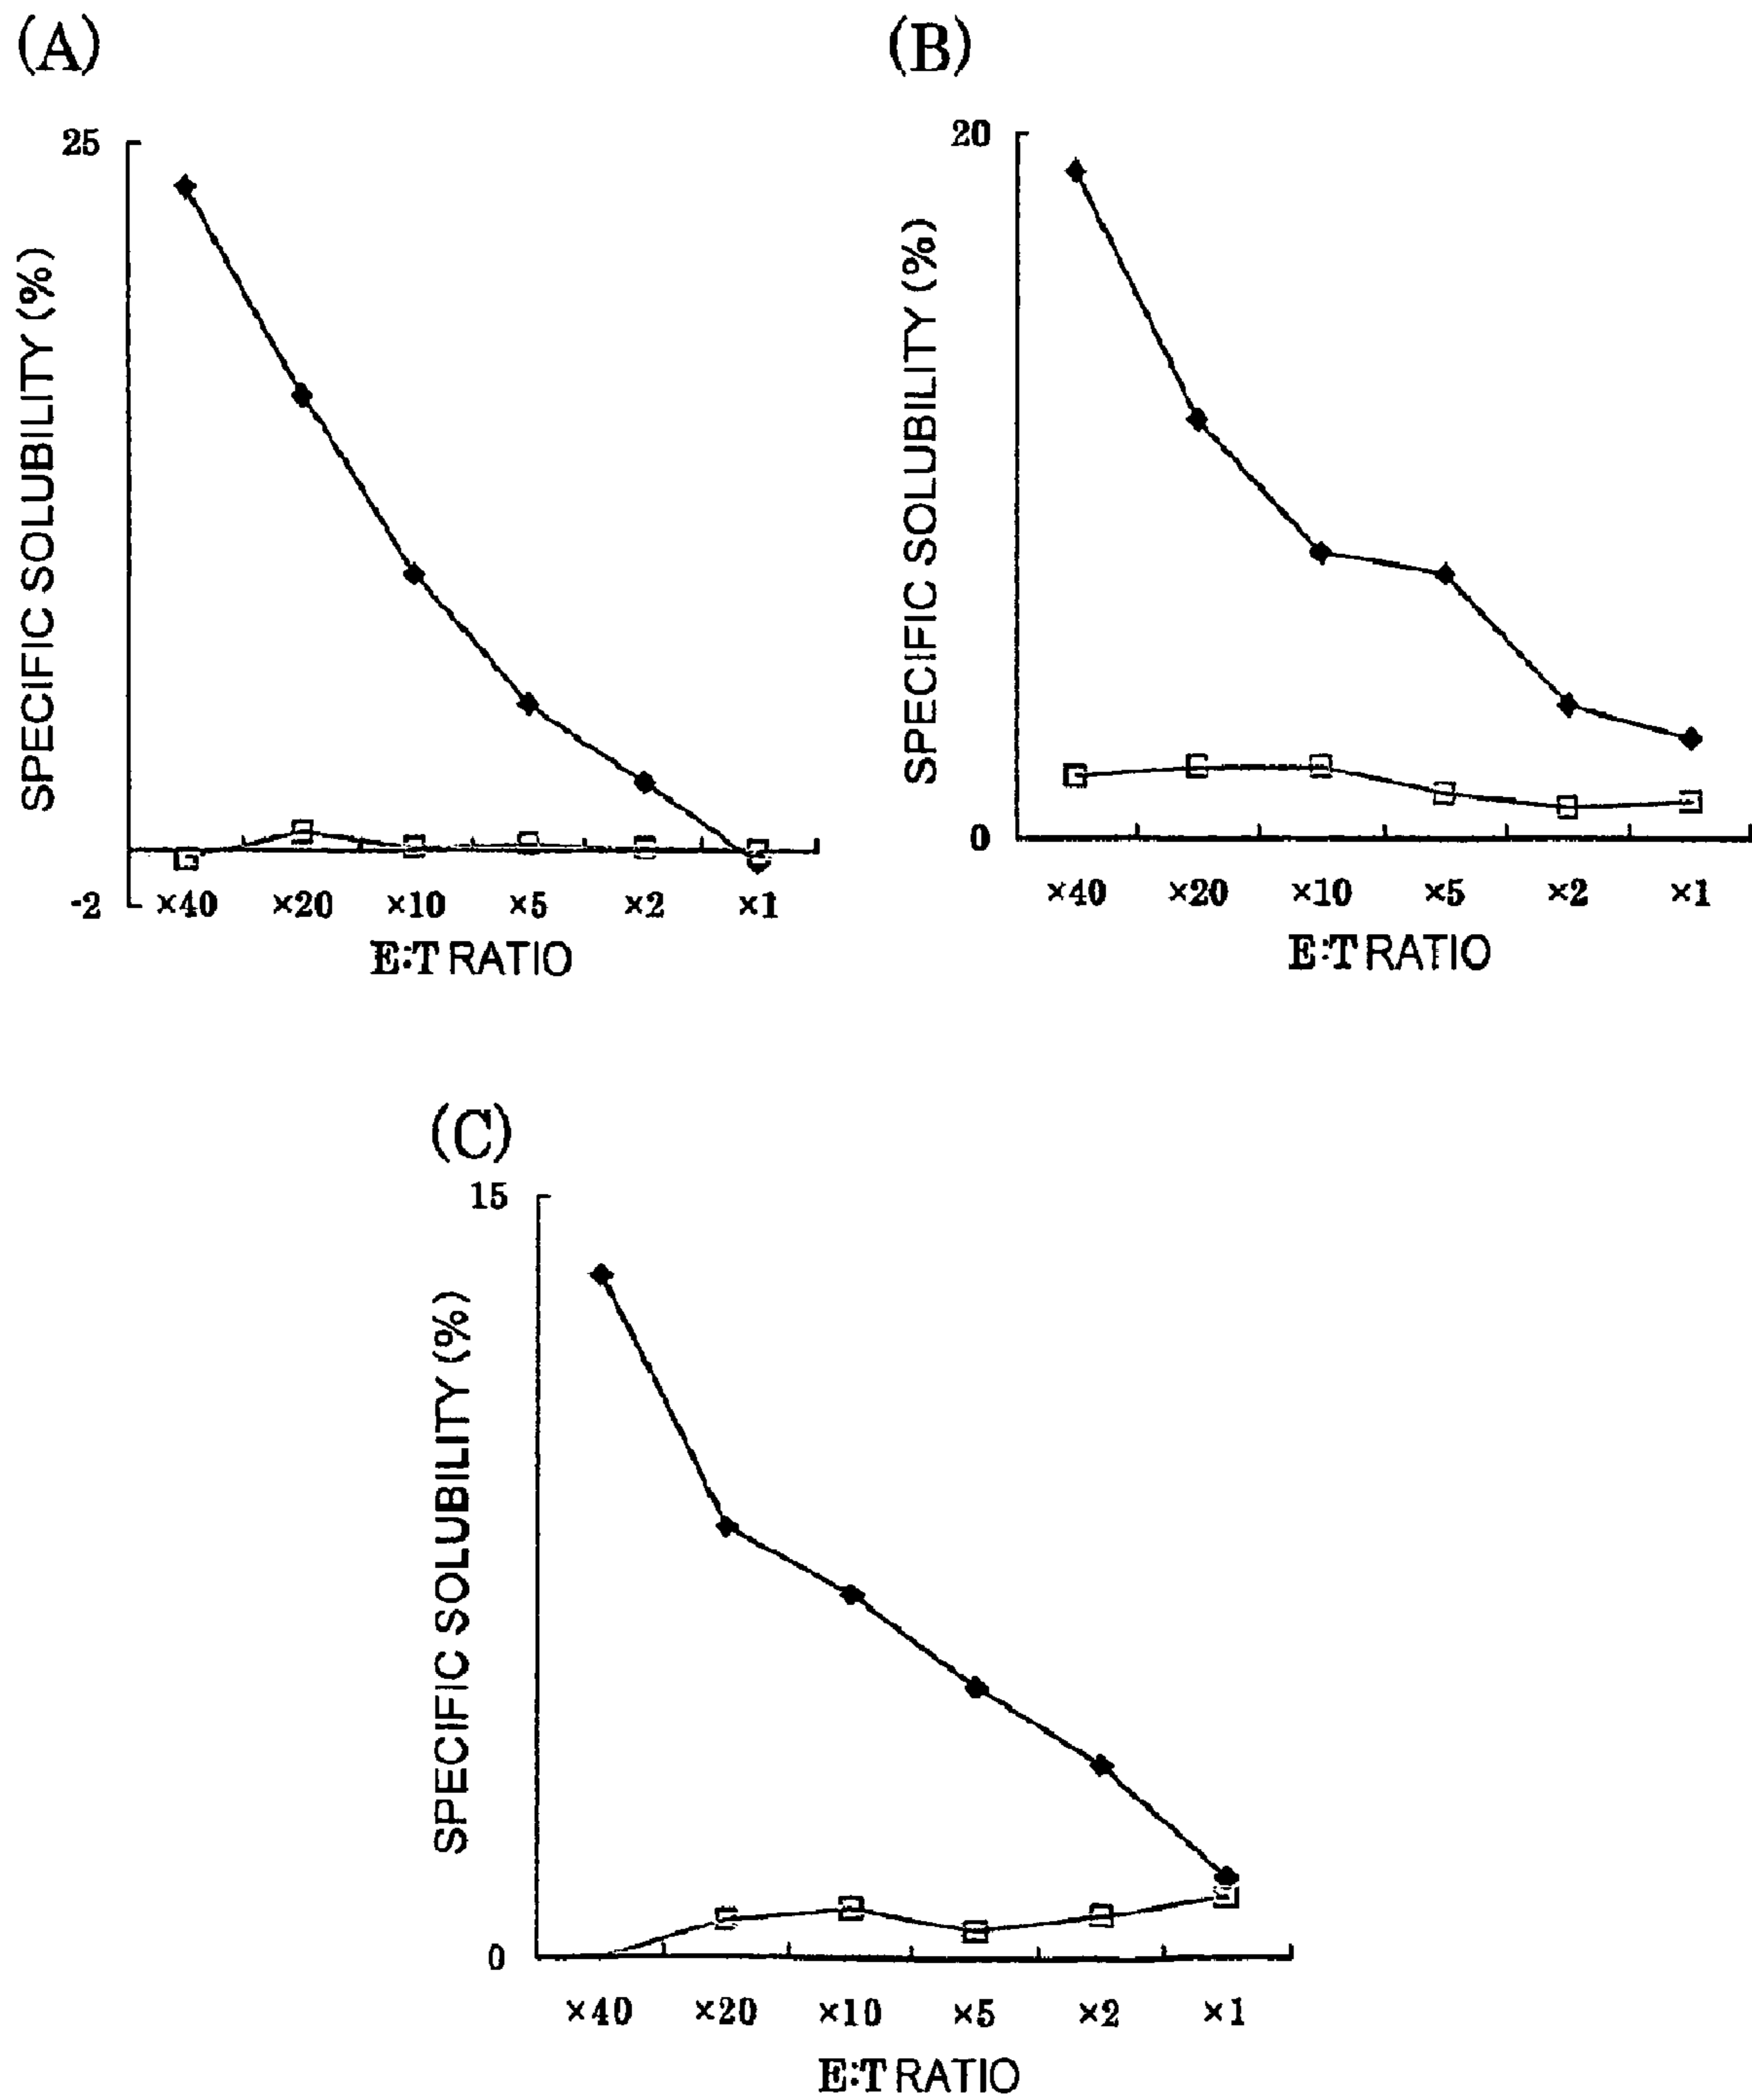 (A)
25
SPECIFIC SOLUBILITY (%)
-2
×40 ×20 ×10 ×5 ×2 ×1
E:T RATIO
(B)
20
SPECIFIC SOLUBILITY (%)
0
×40 ×20 ×10 ×5 ×2 ×1
E:T RATIO
(C)
15
SPECIFIC SOLUBILITY (%)
0
×40 ×20 ×10 ×5 ×2 ×1
E:T RATIO